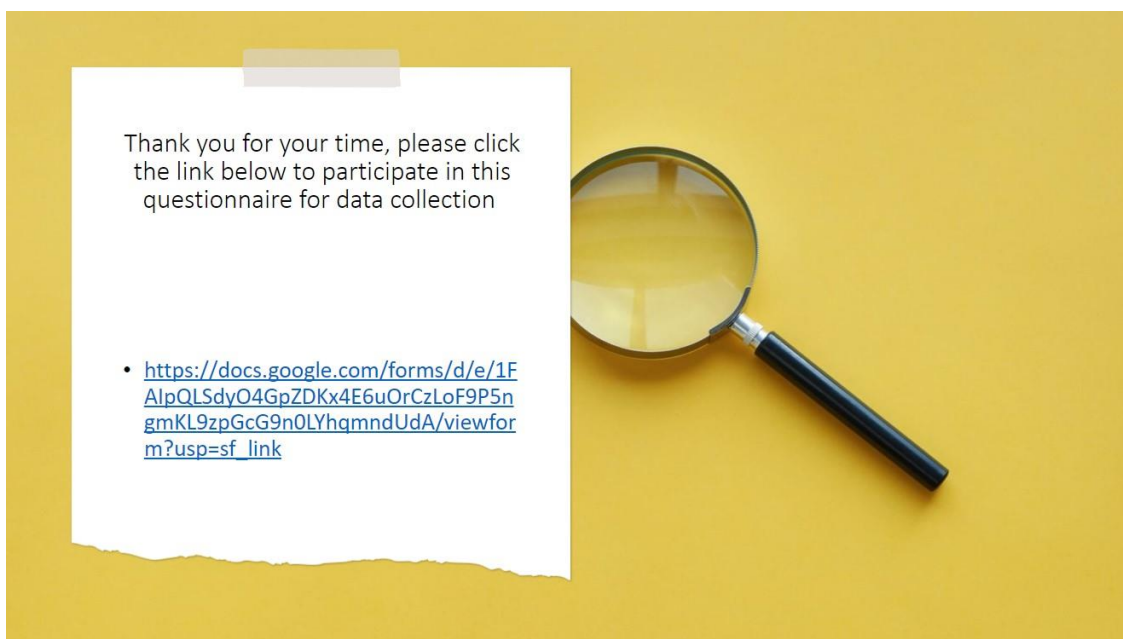 Thank you for your time, please click
the link below to participate in this
questionnaire for data collection
• https://docs.google.com/forms/d/e/1F
AIpQLSdyO4GpZDKx4E6uOrCzLoF9P5n
gmKL9zpGcG9n0LYhqmndUdA/viewfor
m?usp=sf_link